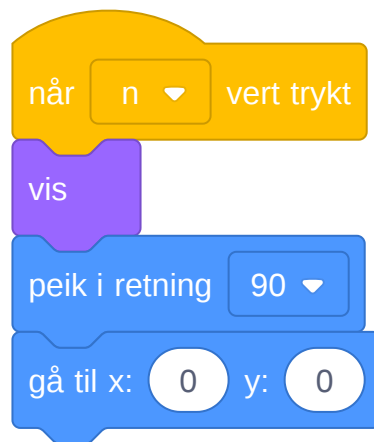 når n vert trykt
vis
peik i retning 90
gå til x: 0 y: 0